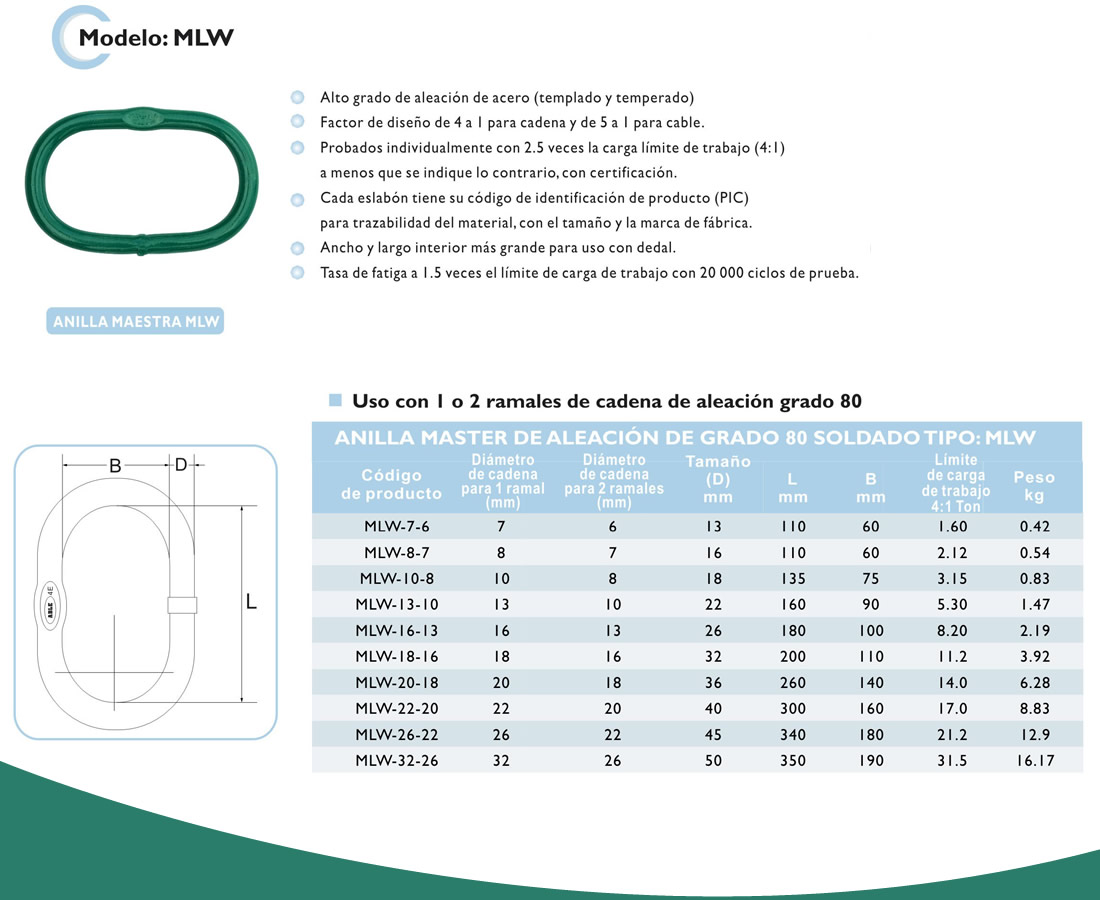 Modelo: MLW
Alto grado de aleación de acero (templado y temperado)
Factor de diseño de 4 a 1 para cadena y de 5 a 1 para cable.
Probados individualmente con 2.5 veces la carga límite de trabajo (4:1)
a menos que se indique lo contrario, con certificación.
Cada eslabón tiene su código de identificación de producto (PIC)
para trazabilidad del material, con el tamaño y la marca de fábrica.
Ancho y largo interior más grande para uso con dedal.
Tasa de fatiga a 1.5 veces el límite de carga de trabajo con 20 000 ciclos de prueba.
ANILLA MAESTRA MLW
B D
L
ABLE 4E
Uso con 1 o 2 ramales de cadena de aleación grado 80
ANILLA MASTER DE ALEACIÓN DE GRADO 80 SOLDADO TIPO: MLW
Código
de producto
Diámetro
de cadena
para 1 ramal
(mm)
Diámetro
de cadena
para 2 ramales
(mm)
Tamaño
(D)
mm
L
mm
B
mm
Límite
de carga
de trabajo
4:1 Ton
Peso
kg
MLW-7-6 7 6 13 110 60 1.60 0.42
MLW-8-7 8 7 16 110 60 2.12 0.54
MLW-10-8 10 8 18 135 75 3.15 0.83
MLW-13-10 13 10 22 160 90 5.30 1.47
MLW-16-13 16 13 26 180 100 8.20 2.19
MLW-18-16 18 16 32 200 110 11.2 3.92
MLW-20-18 20 18 36 260 140 14.0 6.28
MLW-22-20 22 20 40 300 160 17.0 8.83
MLW-26-22 26 22 45 340 180 21.2 12.9
MLW-32-26 32 26 50 350 190 31.5 16.17